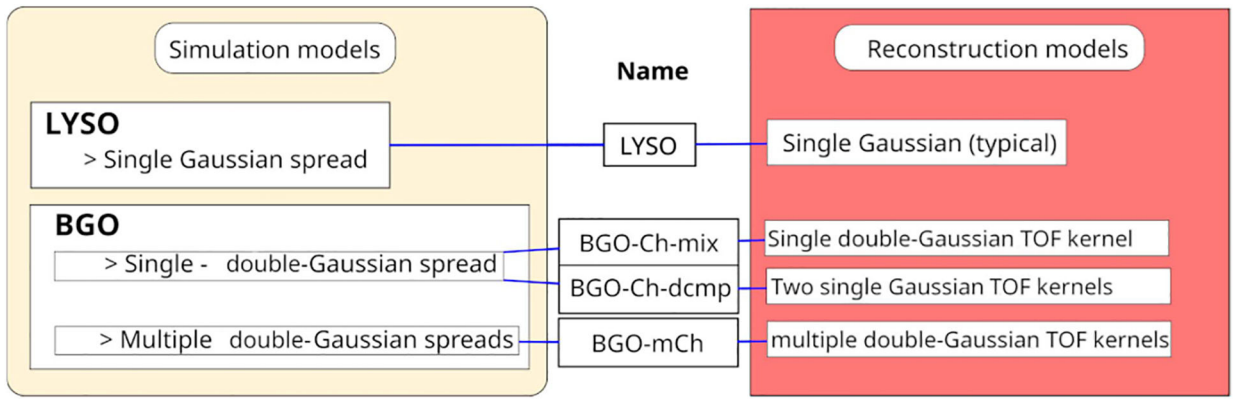 Simulation models
Name
Reconstruction models
LYSO
> Single Gaussian spread
LYSO
Single Gaussian (typical)
BGO
> Single - double-Gaussian spread
BGO-Ch-mix
Single double-Gaussian TOF kernel
BGO-Ch-dcmp
Two single Gaussian TOF kernels
> Multiple double-Gaussian spreads
BGO-mCh
multiple double-Gaussian TOF kernels